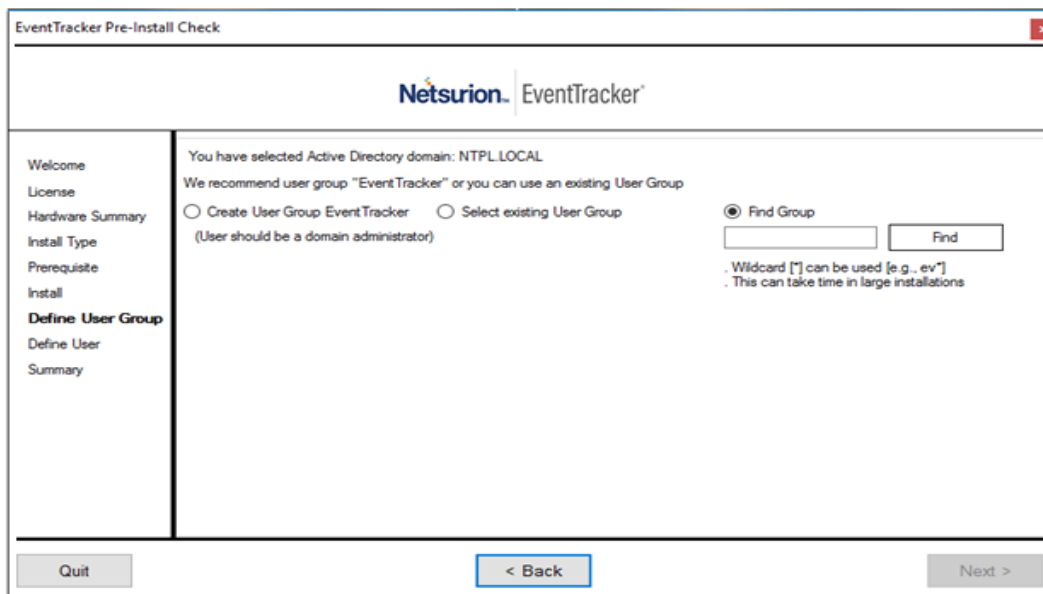 EventTracker Pre-Install Check
Netsurion. EventTracker
Welcome
License
Hardware Summary
Install Type
Prerequisite
Install
Define User Group
Define User
Summary
You have selected Active Directory domain: NTPL.LOCAL
We recommend user group "EventTracker" or you can use an existing User Group
Create User Group EventTracker
(User should be a domain administrator)
Select existing User Group
Find Group
Find
. Wildcard [*] can be used [e.g., ev*]
. This can take time in large installations
Quit
< Back
Next >